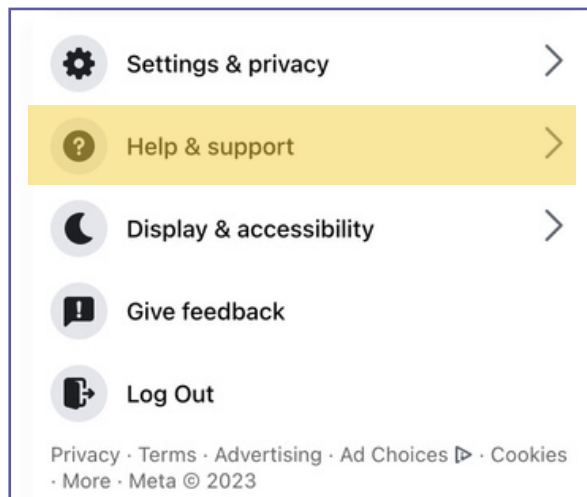 Settings & privacy
Help & support
Display & accessibility
Give feedback
Log Out
Privacy · Terms · Advertising · Ad Choices · Cookies
· More · Meta © 2023